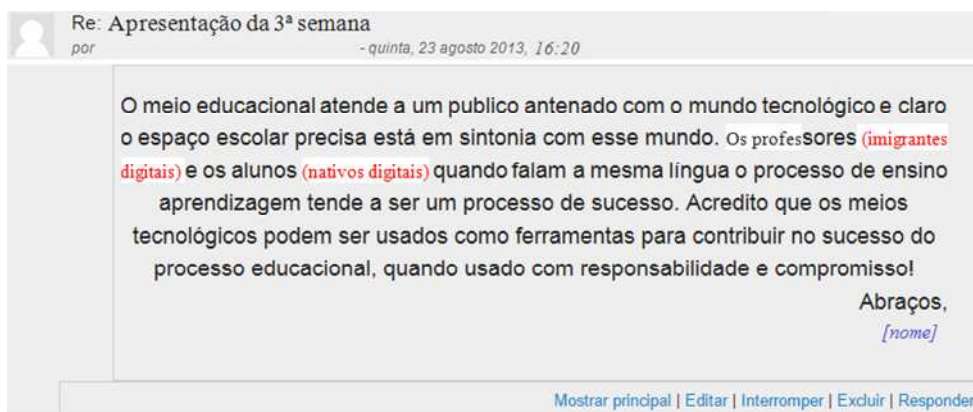 Re: Apresentação da 3ª semana
por - quinta, 23 agosto 2013, 16:20
O meio educacional atende a um publico antenado com o mundo tecnológico e claro
o espaço escolar precisa está em sintonia com esse mundo. Os professores (imigrantes
digitais) e os alunos (nativos digitais) quando falam a mesma língua o processo de ensino
aprendizagem tende a ser um processo de sucesso. Acredito que os meios
tecnológicos podem ser usados como ferramentas para contribuir no sucesso do
processo educacional, quando usado com responsabilidade e compromisso!
Abraços,
[nome]
Mostrar principal | Editar | Interromper | Excluir | Responder